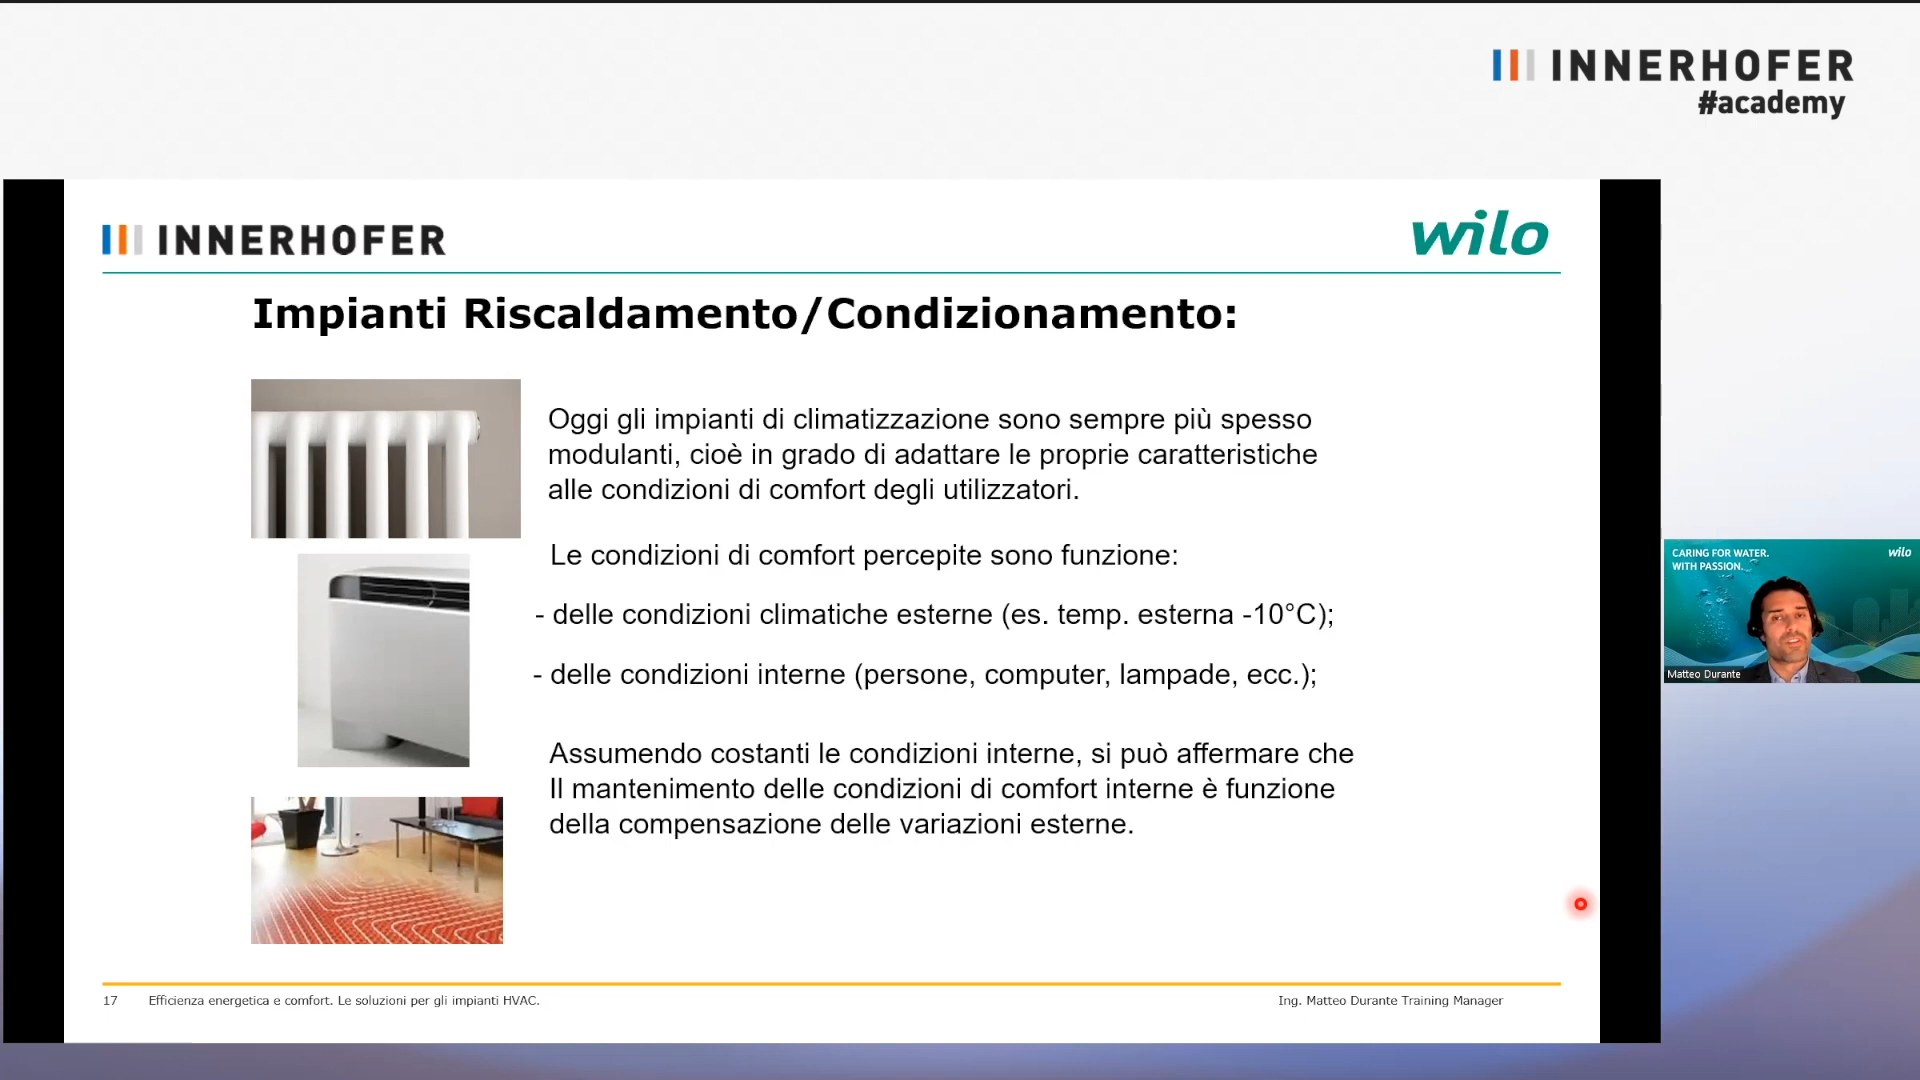 INNERHOFER
#academy
INNERHOFER
wilo
Impianti Riscaldamento/Condizionamento:
Oggi gli impianti di climatizzazione sono sempre più spesso
modulanti, cioè in grado di adattare le proprie caratteristiche
alle condizioni di comfort degli utilizzatori.
Le condizioni di comfort percepite sono funzione:
- delle condizioni climatiche esterne (es. temp. esterna -10°C);
- delle condizioni interne (persone, computer, lampade, ecc.);
Assumendo costanti le condizioni interne, si può affermare che
Il mantenimento delle condizioni di comfort interne è funzione
della compensazione delle variazioni esterne.
17 Efficienza energetica e comfort. Le soluzioni per gli impianti HVAC.
Ing. Matteo Durante Training Manager
CARING FOR WATER.
WITH PASSION.
wilo
Matteo Durante